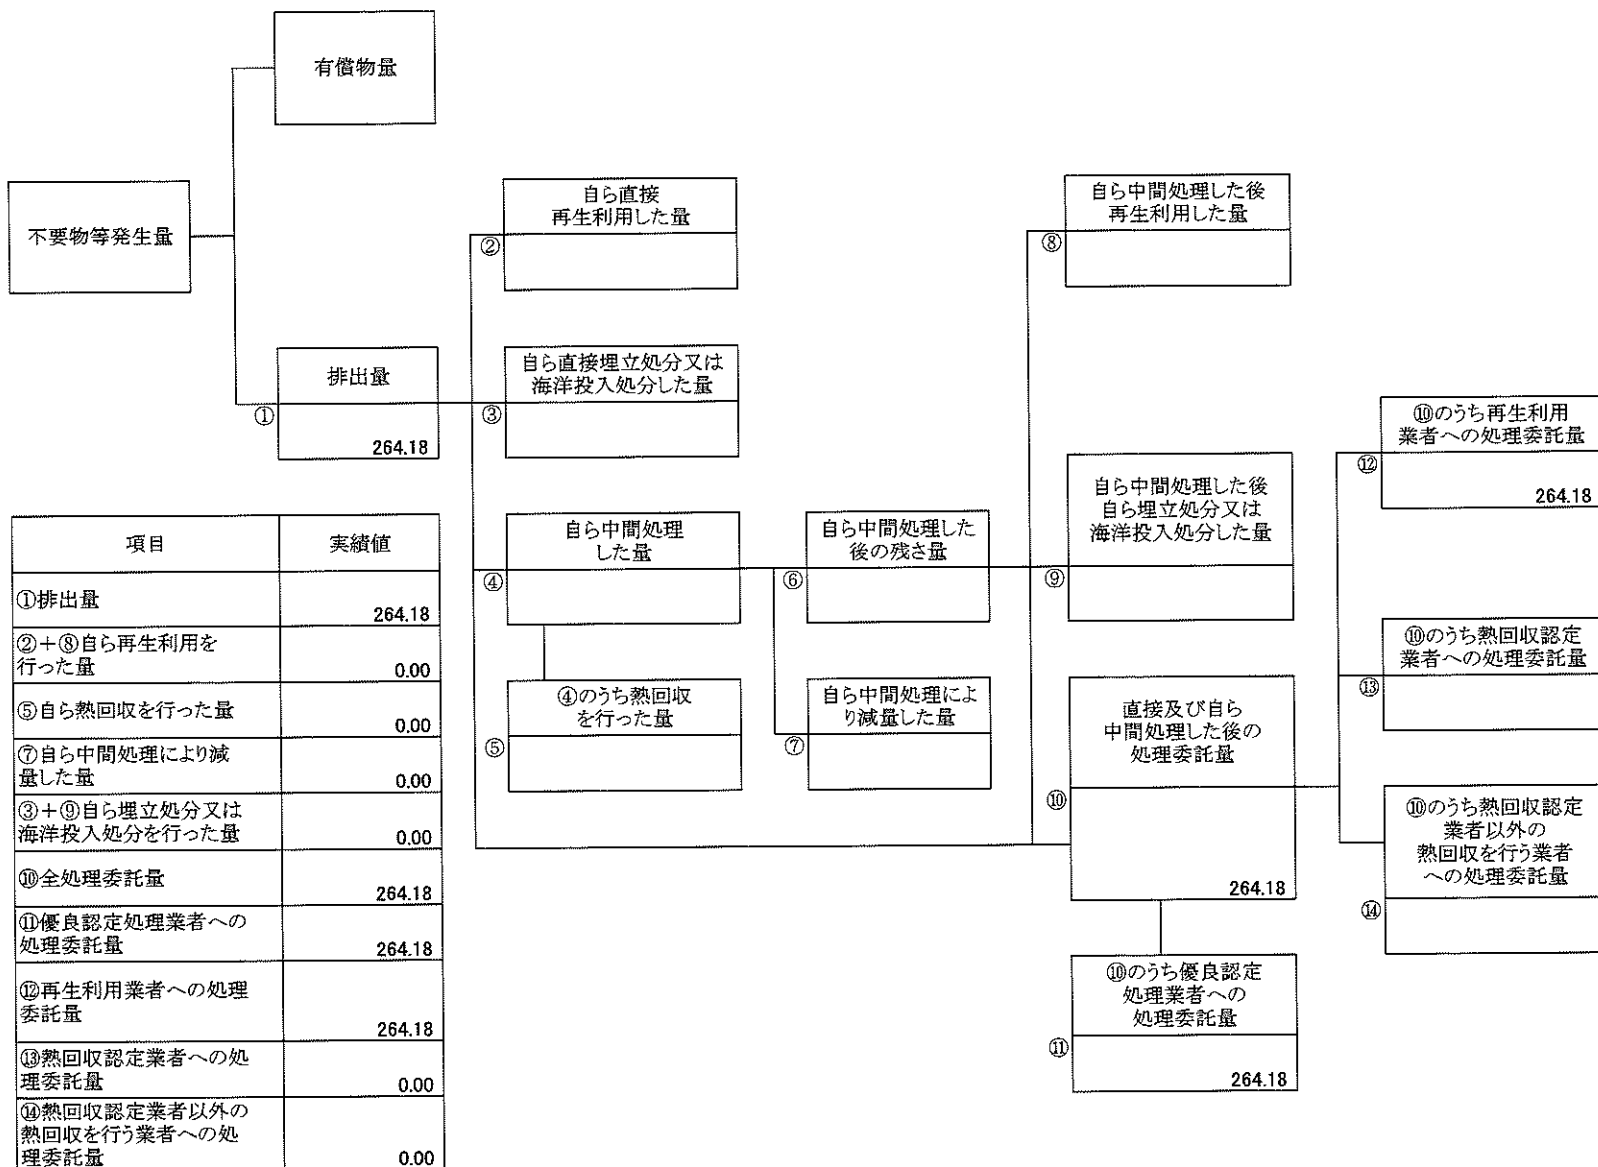 有償物量
不要物等発生量
排出量
①
264.18
自ら直接
再生利用した量
②
自ら直接埋立処分又は
海洋投入処分した量
③
自ら中間処理
した量
④
④のうち熱回収
を行った量
⑤
自ら中間処理した
後の残さ量
⑥
自ら中間処理によ
り減量した量
⑦
自ら中間処理した後
再生利用した量
⑧
自ら中間処理した後
自ら埋立処分又は
海洋投入処分した量
⑨
直接及び自ら
中間処理した後の
処理委託量
⑩
264.18
⑩のうち優良認定
処理業者への
処理委託量
⑪
264.18
⑩のうち再生利用
業者への処理委託量
⑫
264.18
⑩のうち熱回収認定
業者への処理委託量
⑬
⑩のうち熱回収認定
業者以外の
熱回収を行う業者
への処理委託量
⑭
項目 実績値
①排出量 264.18
②+⑧自ら再生利用を
行った量 0.00
⑤自ら熱回収を行った量 0.00
⑦自ら中間処理により減
量した量 0.00
③+⑨自ら埋立処分又は
海洋投入処分を行った量 0.00
⑩全処理委託量 264.18
⑪優良認定処理業者への
処理委託量 264.18
⑫再生利用業者への処理
委託量 264.18
⑬熱回収認定業者への処
理委託量 0.00
⑭熱回収認定業者以外の
熱回収を行う業者への処
理委託量 0.00